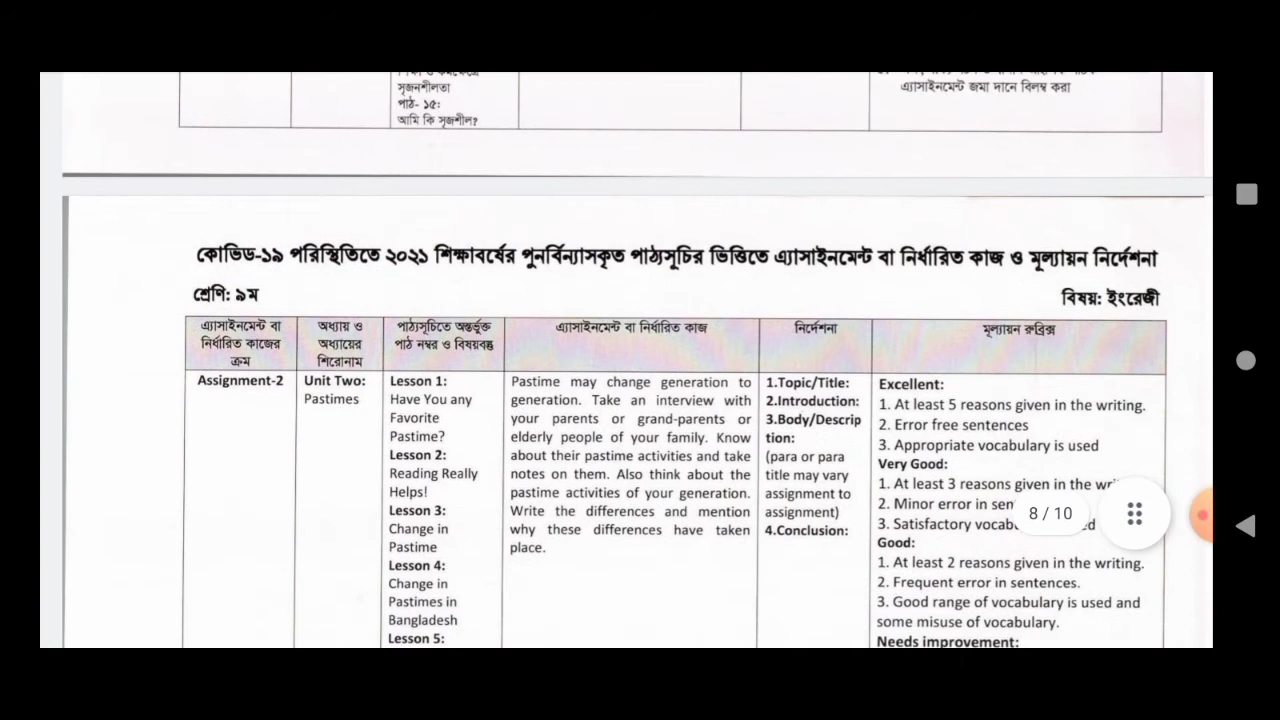 সৃজনশীলতা
পাঠ- ১৫:
আমি কি সৃজশীল?
এ্যাসাইনমেন্ট জমা দানে বিলম্ব করা
কোভিড-১৯ পরিস্থিতিতে ২০২১ শিক্ষাবর্ষের পুনর্বিন্যাসকৃত পাঠ্যসূচির ভিত্তিতে এ্যাসাইনমেন্ট বা নির্ধারিত কাজ ও মূল্যায়ন নির্দেশনা
শ্রেণি: ৯ম
বিষয়: ইংরেজী
এ্যাসাইনমেন্ট বা
নির্ধারিত কাজের
ক্রম
অধ্যায় ও
অধ্যায়ের
শিরোনাম
পাঠ্যসূচিতে অন্তর্ভুক্ত
পাঠ নম্বর ও বিষয়বস্তু
এ্যাসাইনমেন্ট বা নির্ধারিত কাজ
নির্দেশনা
মূল্যায়ন রুব্রিক্স
Assignment-2
Unit Two:
Pastimes
Lesson 1:
Have You any
Favorite
Pastime?
Lesson 2:
Reading Really
Helps!
Lesson 3:
Change in
Pastime
Lesson 4:
Change in
Pastimes in
Bangladesh
Lesson 5:
Pastime may change generation to
generation. Take an interview with
your parents or grand-parents or
elderly people of your family. Know
about their pastime activities and take
notes on them. Also think about the
pastime activities of your generation.
Write the differences and mention
why these differences have taken
place.
1.Topic/Title:
2.Introduction:
3.Body/Descrip
tion:
(para or para
title may vary
assignment to
assignment)
4.Conclusion:
Excellent:
1. At least 5 reasons given in the writing.
2. Error free sentences
3. Appropriate vocabulary is used
Very Good:
1. At least 3 reasons given in the
2. Minor error in
3. Satisfactory
Good:
1. At least 2 reasons given in the writing.
2. Frequent error in sentences.
3. Good range of vocabulary is used and
some misuse of vocabulary.
Needs improvement:
8 / 10